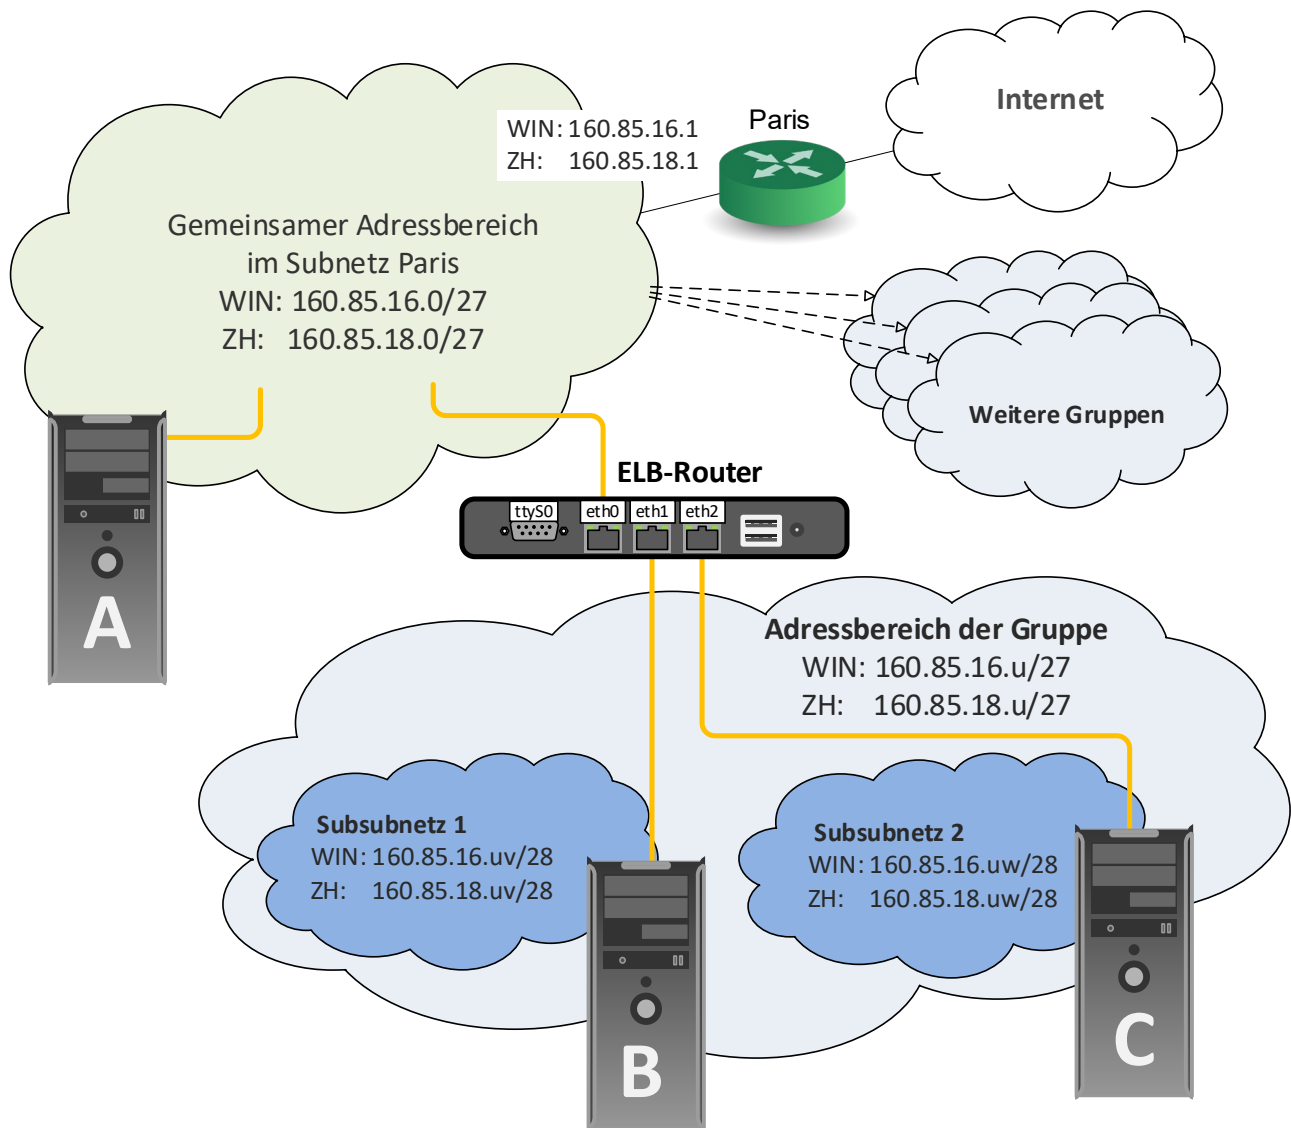 Internet
Paris
WIN: 160.85.16.1
ZH: 160.85.18.1
Gemeinsamer Adressbereich
im Subnetz Paris
WIN: 160.85.16.0/27
ZH: 160.85.18.0/27
Weitere Gruppen
ELB-Router
ttyS0 eth0 eth1 eth2
A
Adressbereich der Gruppe
WIN: 160.85.16.u/27
ZH: 160.85.18.u/27
Subsubnetz 1
WIN: 160.85.16.uv/28
ZH: 160.85.18.uv/28
Subsubnetz 2
WIN: 160.85.16.uw/28
ZH: 160.85.18.uw/28
B
C